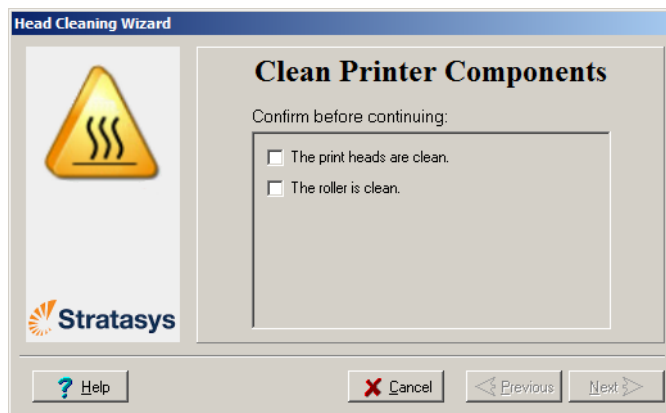 Head Cleaning Wizard
Clean Printer Components
Confirm before continuing:
The print heads are clean.
The roller is clean.
Stratasys
? Help
Cancel
Previous
Next